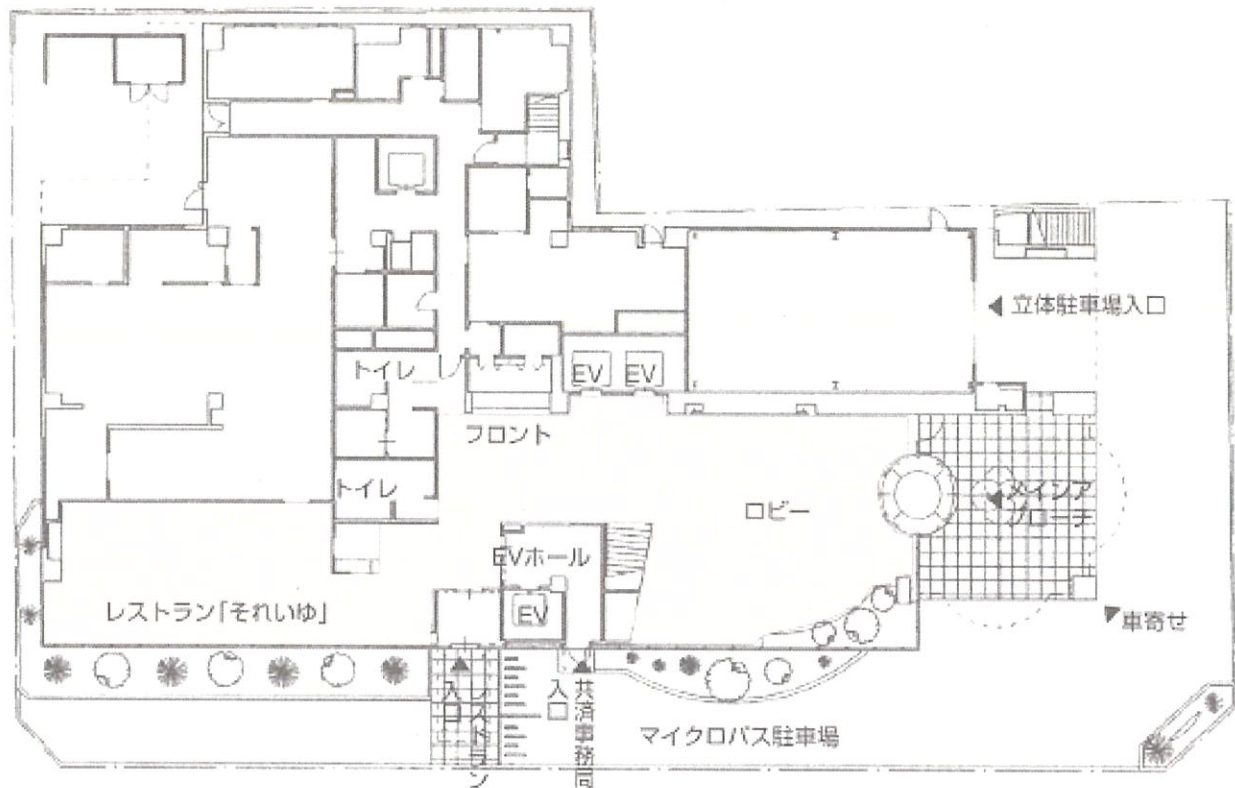 立体駐車場入口
トイレ
EV
EV
フロント
トイレ
ロビー
メインア
プローチ
EVホール
EV
レストラン「それいゆ」
車寄せ
レストラン
入口
共済事務局
入口
マイクロバス駐車場